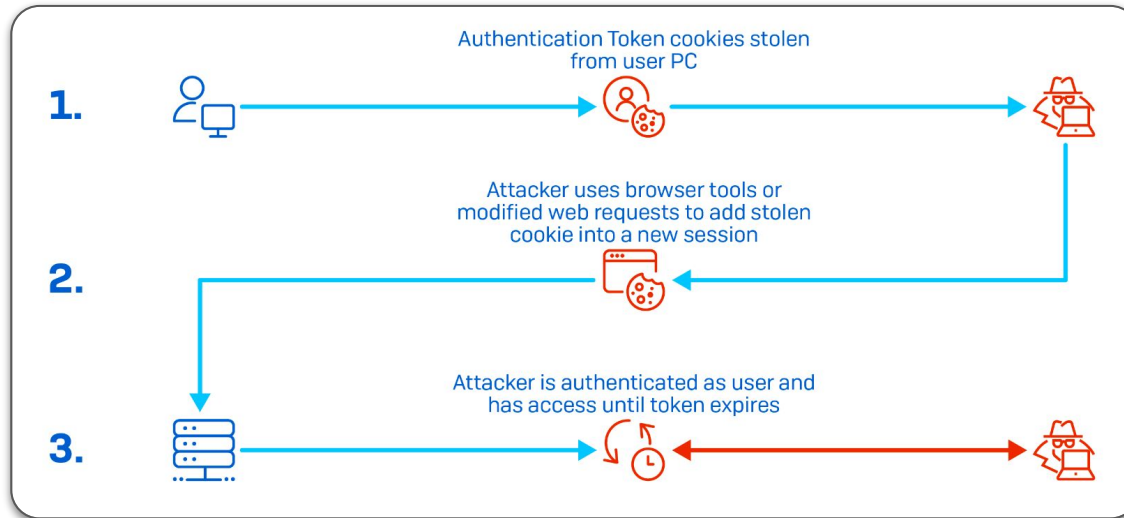 Authentication Token cookies stolen
from user PC
1.
Attacker uses browser tools or
modified web requests to add stolen
cookie into a new session
2.
Attacker is authenticated as user and
has access until token expires
3.